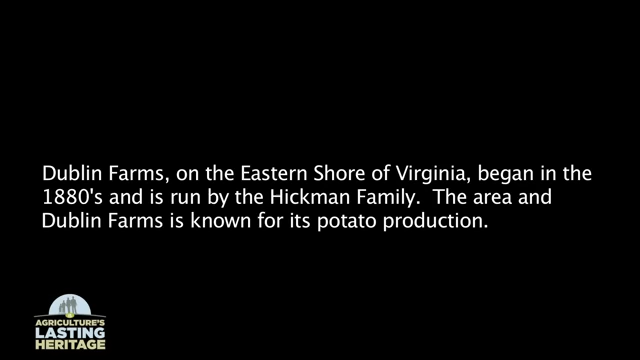 Dublin Farms, on the Eastern Shore of Virginia, began in the
1880's and is run by the Hickman Family.  The area and
Dublin Farms is known for its potato production.
AGRICULTURE'S
LASTING
HERITAGE